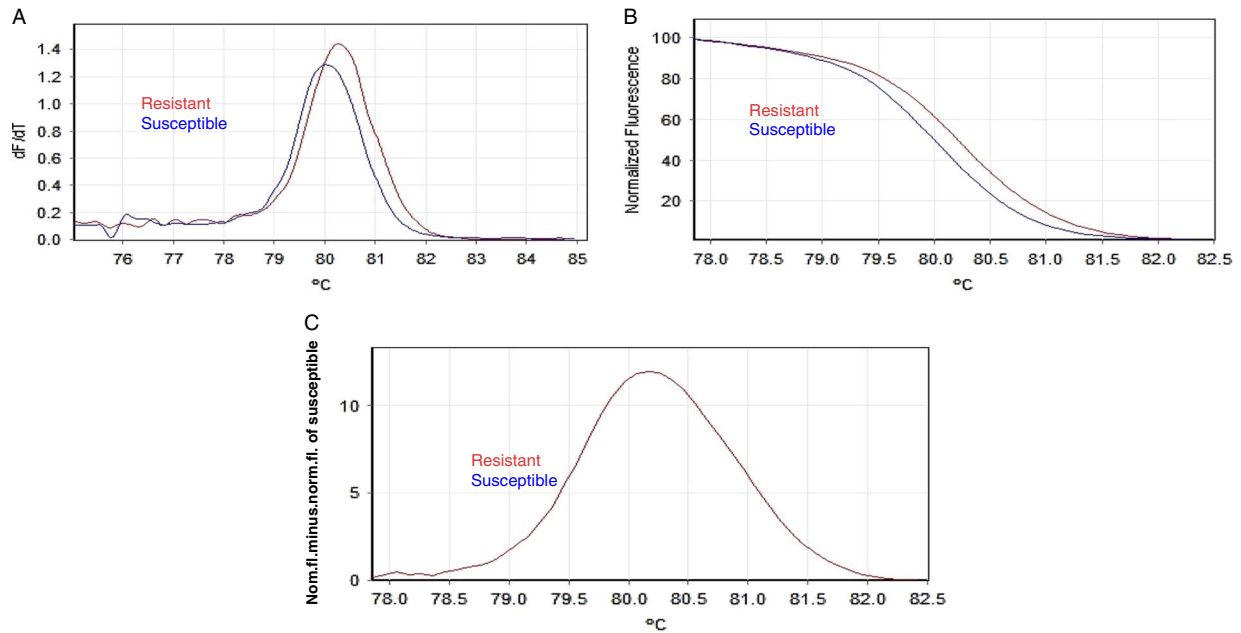 A
dF/dT
1.4
1.2
1.0
0.8
0.6
0.4
0.2
0.0
Resistant
Susceptible
76 77 78 79 80 81 82 83 84 85
°C
B
Normalized Fluorescence
100
80
60
40
20
Resistant
Susceptible
78.0 78.5 79.0 79.5 80.0 80.5 81.0 81.5 82.0 82.5
°C
C
Nom.fl.minus.norm.fl. of susceptible
10
5
0
Resistant
Susceptible
78.0 78.5 79.0 79.5 80.0 80.5 81.0 81.5 82.0 82.5
°C